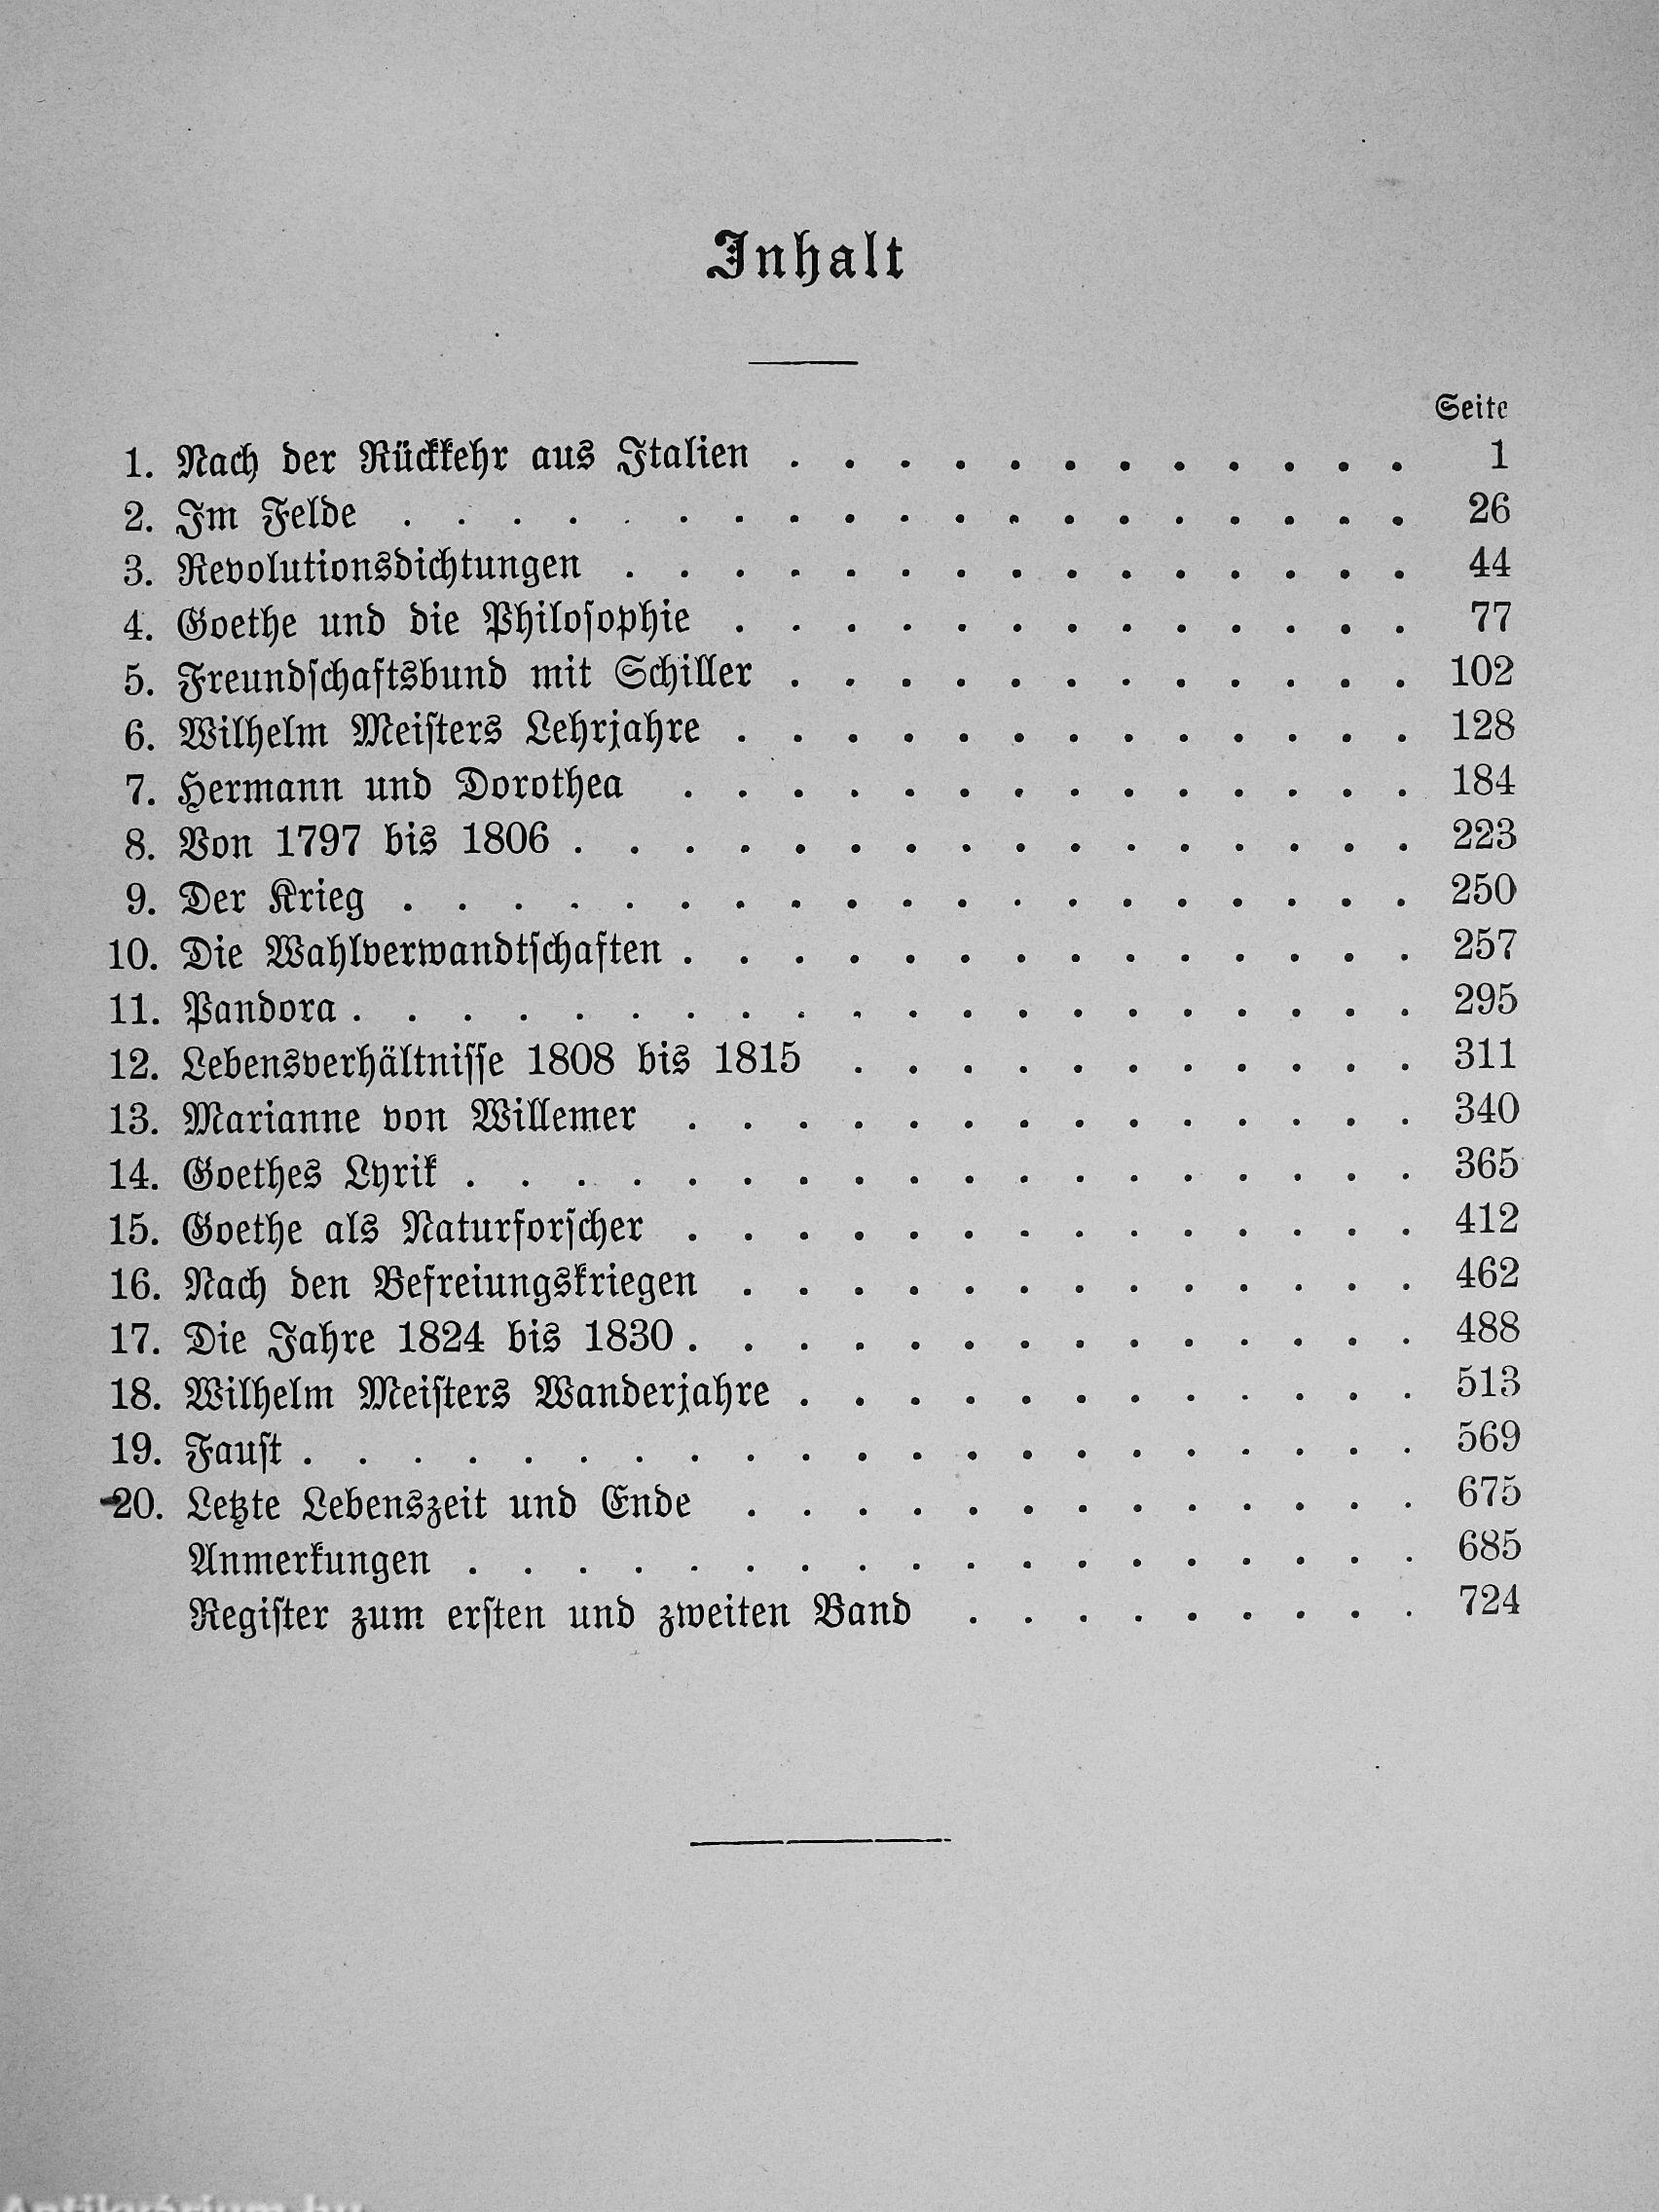 Inhalt
Seite
1. Nach der Rückkehr aus Italien . . . . . . . . . . . . 1
2. Im Felde . . . . . . . . . . . . . . . . . . . 26
3. Revolutionsdichtungen . . . . . . . . . . . . . . . 44
4. Goethe und die Philoſophie . . . . . . . . . . . . . 77
5. Freundſchaftsbund mit Schiller . . . . . . . . . . . . 102
6. Wilhelm Meiſters Lehrjahre . . . . . . . . . . . . . 128
7. Hermann und Dorothea . . . . . . . . . . . . . . 184
8. Von 1797 bis 1806 . . . . . . . . . . . . . . . . 223
9. Der Krieg . . . . . . . . . . . . . . . . . . . 250
10. Die Wahlverwandtſchaften . . . . . . . . . . . . . . 257
11. Pandora . . . . . . . . . . . . . . . . . . . . 295
12. Lebensverhältniſſe 1808 bis 1815 . . . . . . . . . . . 311
13. Marianne von Willemer . . . . . . . . . . . . . . 340
14. Goethes Lyrik . . . . . . . . . . . . . . . . . . 365
15. Goethe als Naturforſcher . . . . . . . . . . . . . . 412
16. Nach den Befreiungskriegen . . . . . . . . . . . . . 462
17. Die Jahre 1824 bis 1830 . . . . . . . . . . . . . . 488
18. Wilhelm Meiſters Wanderjahre . . . . . . . . . . . . 513
19. Fauſt . . . . . . . . . . . . . . . . . . . . . 569
20. Letzte Lebenszeit und Ende . . . . . . . . . . . . . 675
Anmerkungen . . . . . . . . . . . . . . . . . . 685
Regiſter zum erſten und zweiten Band . . . . . . . . . 724